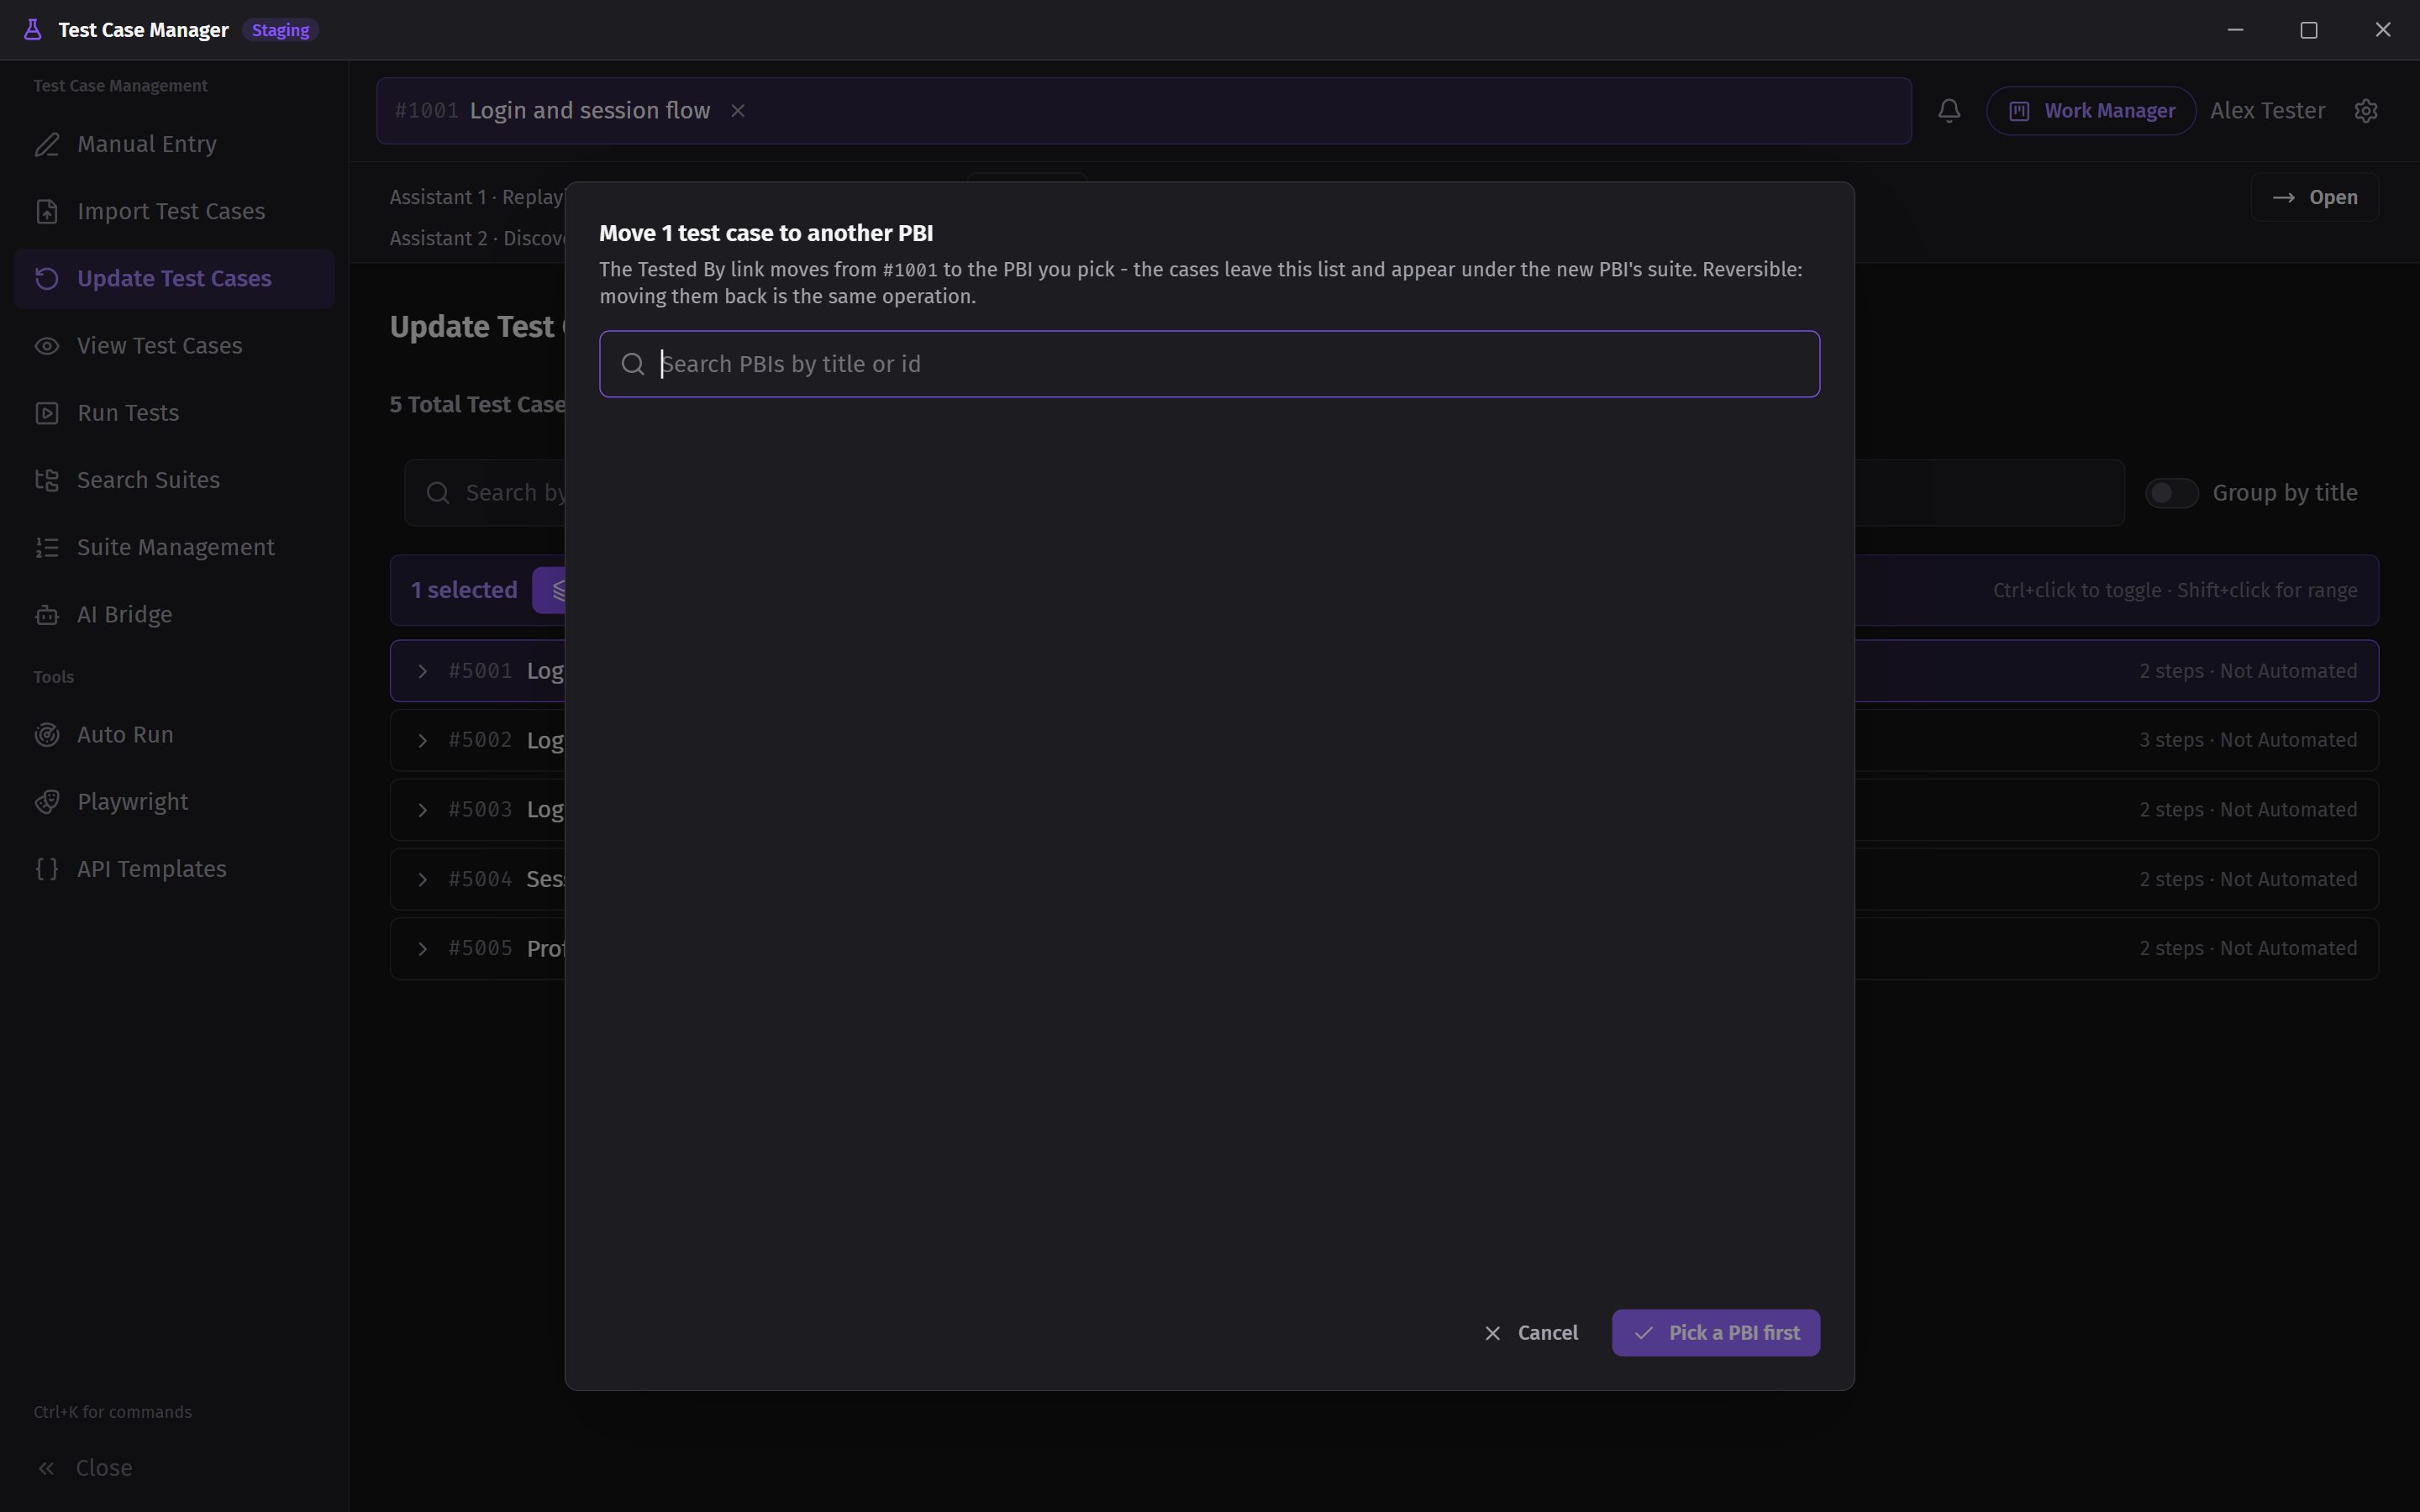 Test Case Manager Staging
Test Case Management
Manual Entry
Import Test Cases
Update Test Cases
View Test Cases
Run Tests
Search Suites
Suite Management
AI Bridge
Tools
Auto Run
Playwright
API Templates
Ctrl+K for commands
Close
#1001 Login and session flow
Work Manager
Alex Tester
Assistant 1 · Replay
Open
Assistant 2 · Discov
Update Test
5 Total Test Case
Search by
Group by title
1 selected
Ctrl+click to toggle · Shift+click for range
#5001 Log
2 steps · Not Automated
#5002 Log
3 steps · Not Automated
#5003 Log
2 steps · Not Automated
#5004 Ses
2 steps · Not Automated
#5005 Prof
2 steps · Not Automated
Move 1 test case to another PBI
The Tested By link moves from #1001 to the PBI you pick - the cases leave this list and appear under the new PBI's suite. Reversible:
moving them back is the same operation.
Search PBIs by title or id
Cancel
Pick a PBI first